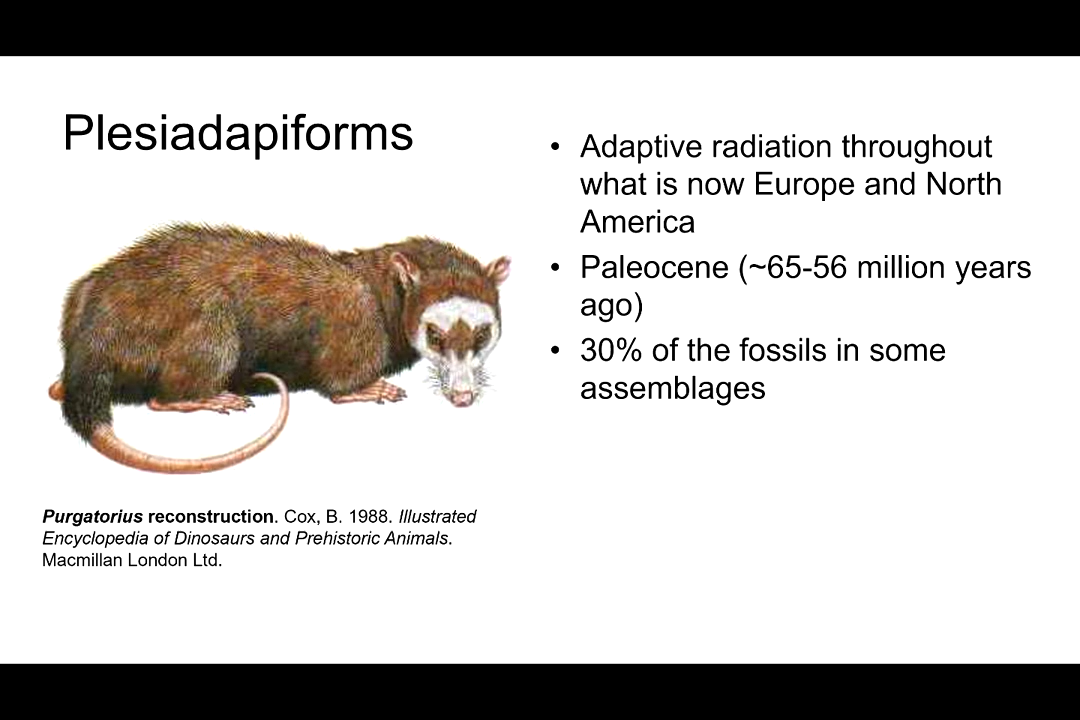 Plesiadapiforms
• Adaptive radiation throughout
what is now Europe and North
America
• Paleocene (~65-56 million years
ago)
• 30% of the fossils in some
assemblages
Purgatorius reconstruction. Cox, B. 1988. Illustrated
Encyclopedia of Dinosaurs and Prehistoric Animals.
Macmillan London Ltd.